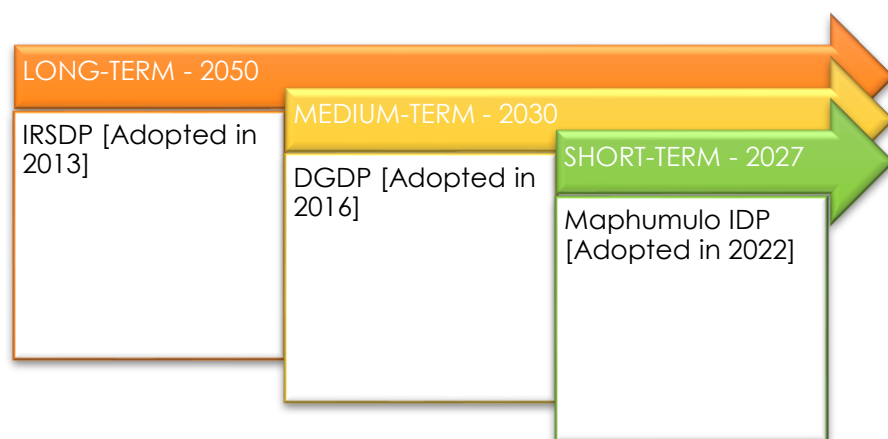 LONG-TERM - 2050
IRSDP [Adopted in
2013]
MEDIUM-TERM - 2030
DGDP [Adopted in
2016]
SHORT-TERM - 2027
Maphumulo IDP
[Adopted in 2022]